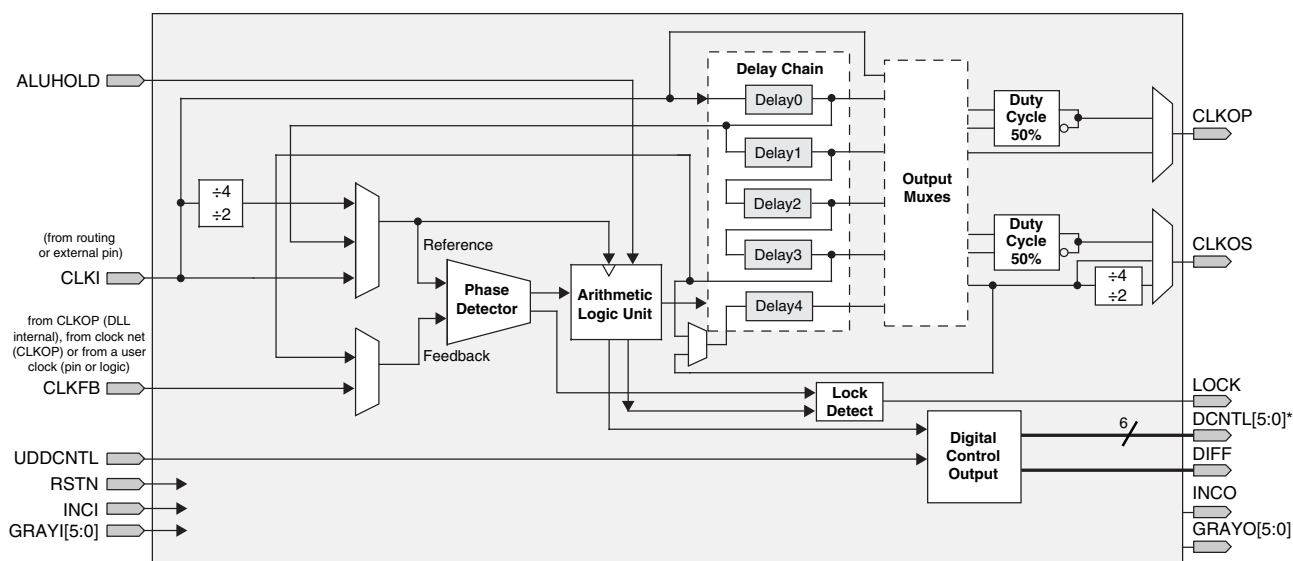 ALUHOLD
(from routing
or external pin)
CLKI
from CLKOP (DLL
internal), from clock net
(CLKOP) or from a user
clock (pin or logic)
CLKFB
UDDCNTL
RSTN
INCI
GRAYI[5:0]
÷4
÷2
Reference
Feedback
Phase
Detector
Arithmetic
Logic Unit
Delay Chain
Delay0
Delay1
Delay2
Delay3
Delay4
Output
Muxes
Duty
Cycle
50%
Duty
Cycle
50%
÷4
÷2
Lock
Detect
Digital
Control
Output
6
CLKOP
CLKOS
LOCK
DCNTL[5:0]*
DIFF
INCO
GRAYO[5:0]